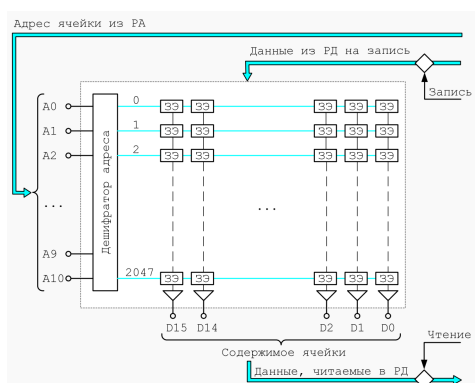 Адрес ячейки из РА
Данные из РД на запись
Запись
A0
A1
A2
...
A9
A10
Дешифратор адреса
0
1
2
2047
ЗЭ ЗЭ ЗЭ ЗЭ ЗЭ
ЗЭ ЗЭ ЗЭ ЗЭ ЗЭ
ЗЭ ЗЭ ЗЭ ЗЭ ЗЭ
...
ЗЭ ЗЭ ЗЭ ЗЭ ЗЭ
D15 D14 D2 D1 D0
Содержимое ячейки
Чтение
Данные, читаемые в РД